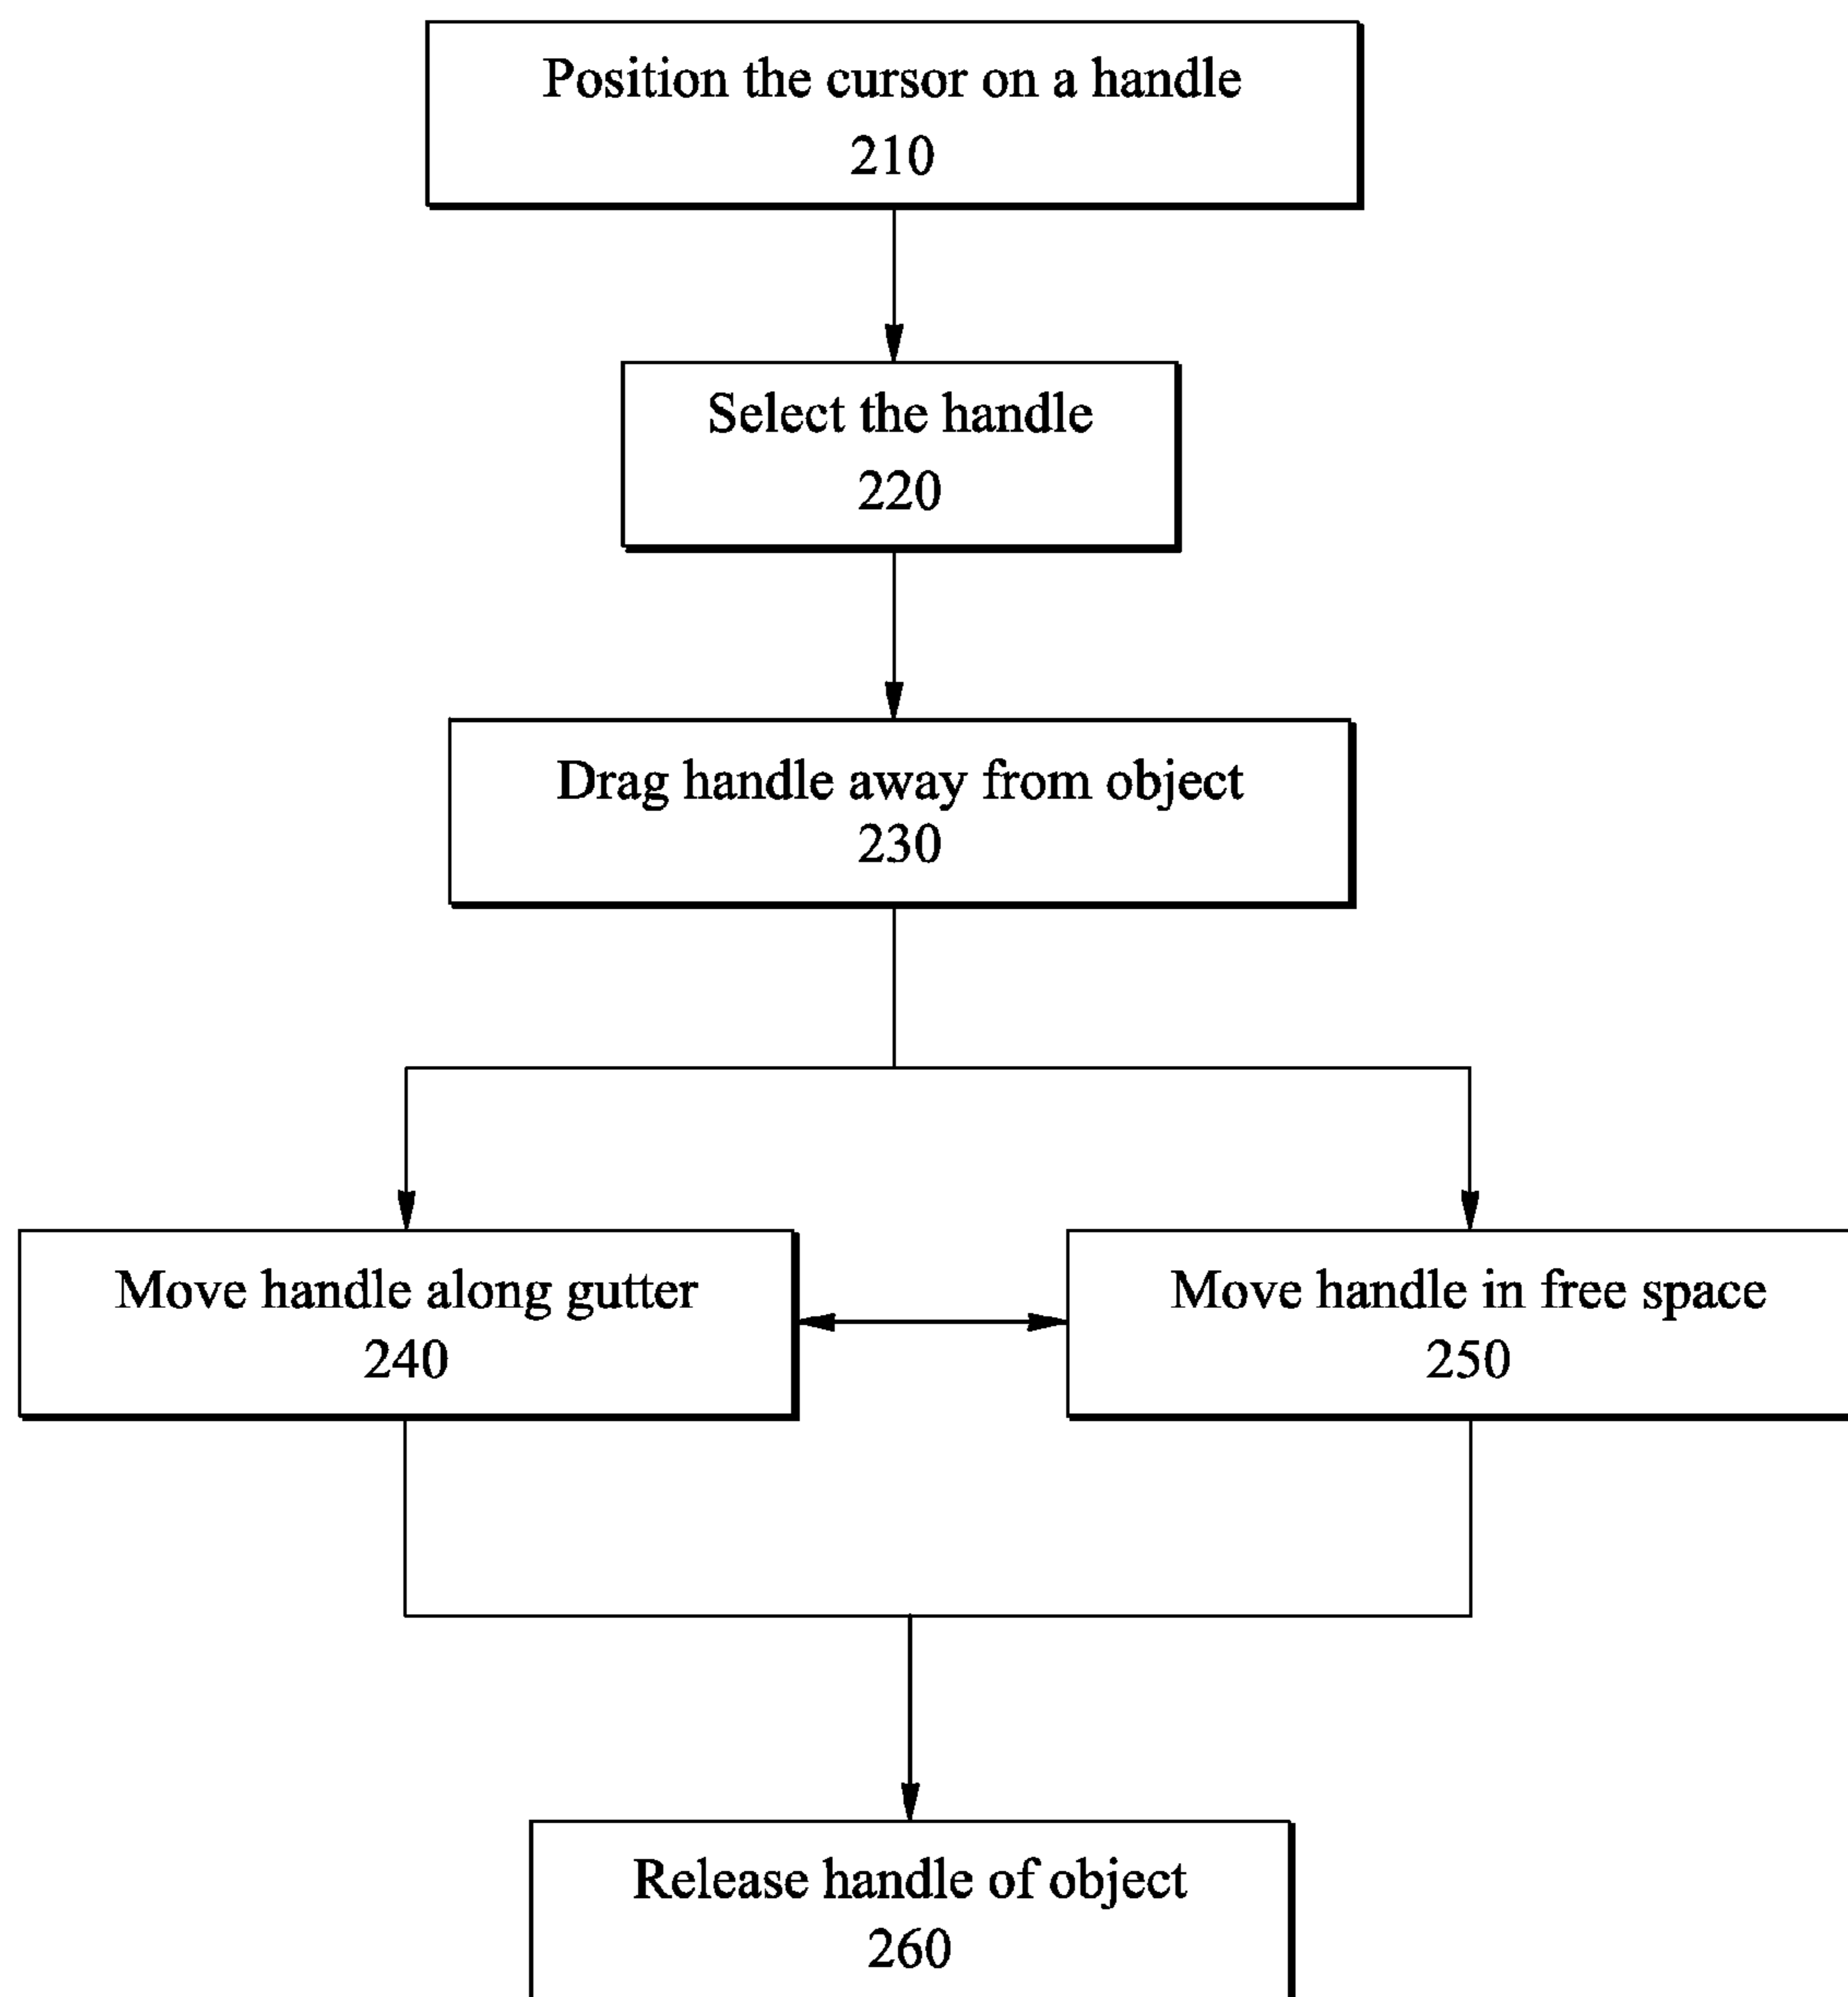 Position the cursor on a handle
210
Select the handle
220
Drag handle away from object
230
Move handle along gutter
240
Move handle in free space
250
Release handle of object
260